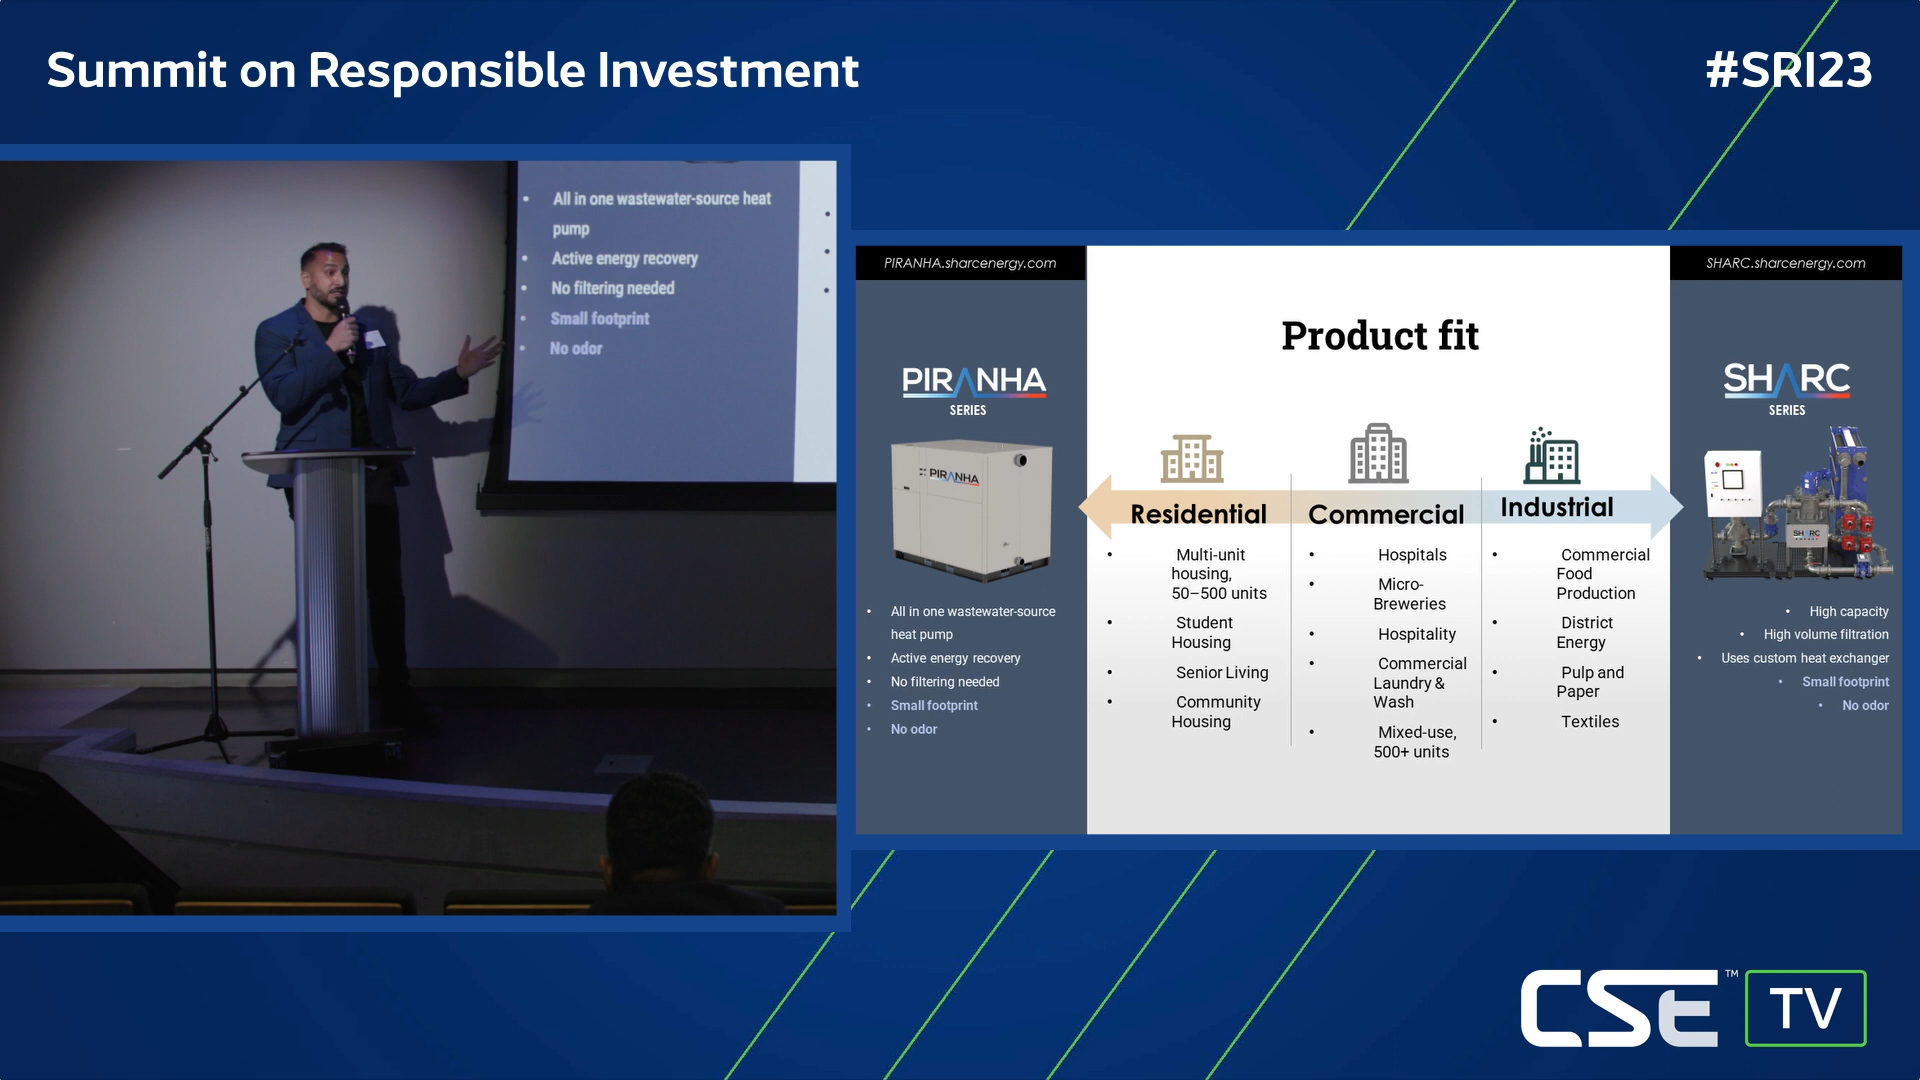 Summit on Responsible Investment
#SRI23
• All in one wastewater-source heat
pump
• Active energy recovery
• No filtering needed
• Small footprint
• No odor
PIRANHA.sharcenergy.com
PIRANHA
SERIES
PIRANHA
• All in one wastewater-source
heat pump
• Active energy recovery
• No filtering needed
• Small footprint
• No odor
Product fit
Residential
• Multi-unit
housing,
50–500 units
• Student
Housing
• Senior Living
• Community
Housing
Commercial
• Hospitals
• Micro-
Breweries
• Hospitality
• Commercial
Laundry &
Wash
• Mixed-use,
500+ units
Industrial
• Commercial
Food
Production
• District
Energy
• Pulp and
Paper
• Textiles
SHARC.sharcenergy.com
SHARC
SERIES
SHARC
• High capacity
• High volume filtration
• Uses custom heat exchanger
• Small footprint
• No odor
CSE™ TV